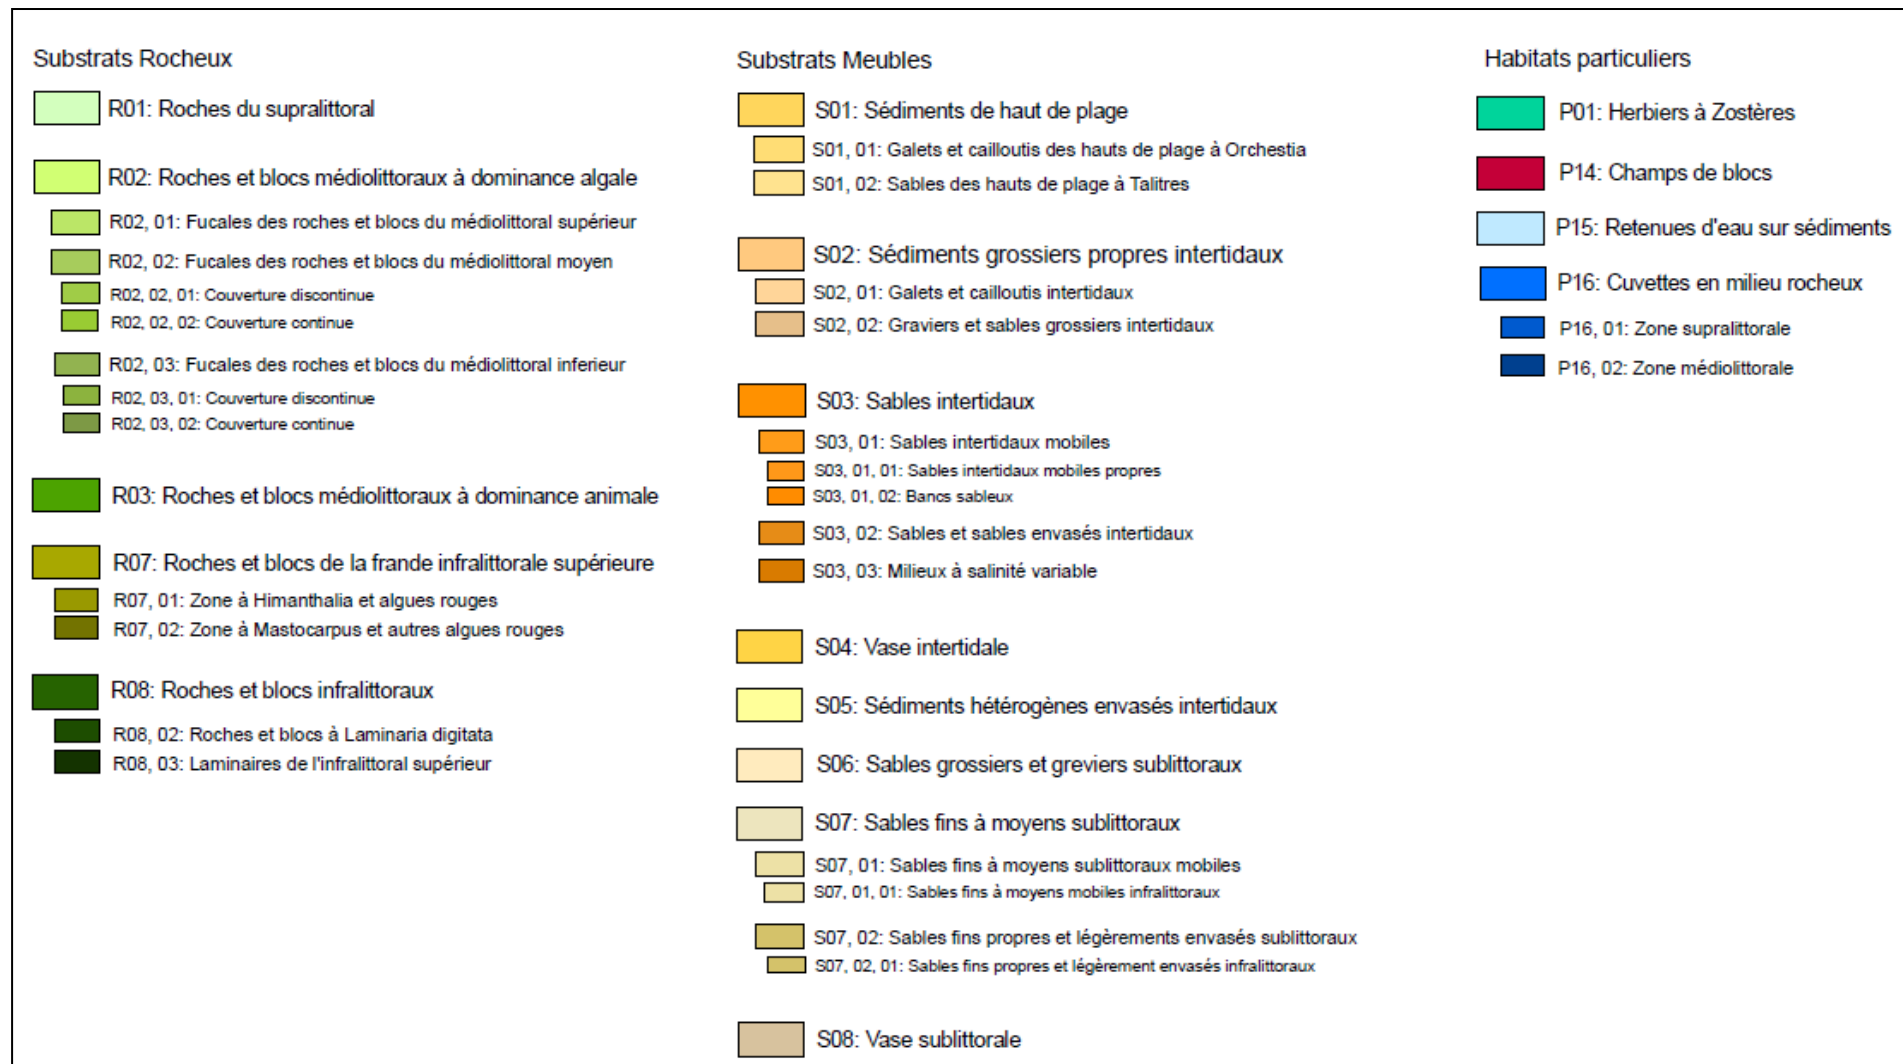 Substrats Rocheux
R01: Roches du supralittoral
R02: Roches et blocs médiolittoraux à dominance algale
R02, 01: Fucales des roches et blocs du médiolittoral supérieur
R02, 02: Fucales des roches et blocs du médiolittoral moyen
R02, 02, 01: Couverture discontinue
R02, 02, 02: Couverture continue
R02, 03: Fucales des roches et blocs du médiolittoral inferieur
R02, 03, 01: Couverture discontinue
R02, 03, 02: Couverture continue
R03: Roches et blocs médiolittoraux à dominance animale
R07: Roches et blocs de la frande infralittorale supérieure
R07, 01: Zone à Himanthalia et algues rouges
R07, 02: Zone à Mastocarpus et autres algues rouges
R08: Roches et blocs infralittoraux
R08, 02: Roches et blocs à Laminaria digitata
R08, 03: Laminaires de l'infralittoral supérieur
Substrats Meubles
S01: Sédiments de haut de plage
S01, 01: Galets et cailloutis des hauts de plage à Orchestia
S01, 02: Sables des hauts de plage à Talitres
S02: Sédiments grossiers propres intertidaux
S02, 01: Galets et cailloutis intertidaux
S02, 02: Graviers et sables grossiers intertidaux
S03: Sables intertidaux
S03, 01: Sables intertidaux mobiles
S03, 01, 01: Sables intertidaux mobiles propres
S03, 01, 02: Bancs sableux
S03, 02: Sables et sables envasés intertidaux
S03, 03: Milieux à salinité variable
S04: Vase intertidale
S05: Sédiments hétérogènes envasés intertidaux
S06: Sables grossiers et greviers sublittoraux
S07: Sables fins à moyens sublittoraux
S07, 01: Sables fins à moyens sublittoraux mobiles
S07, 01, 01: Sables fins à moyens mobiles infralittoraux
S07, 02: Sables fins propres et légèrements envasés sublittoraux
S07, 02, 01: Sables fins propres et légèrement envasés infralittoraux
S08: Vase sublittorale
Habitats particuliers
P01: Herbiers à Zostères
P14: Champs de blocs
P15: Retenues d'eau sur sédiments
P16: Cuvettes en milieu rocheux
P16, 01: Zone supralittorale
P16, 02: Zone médiolittorale